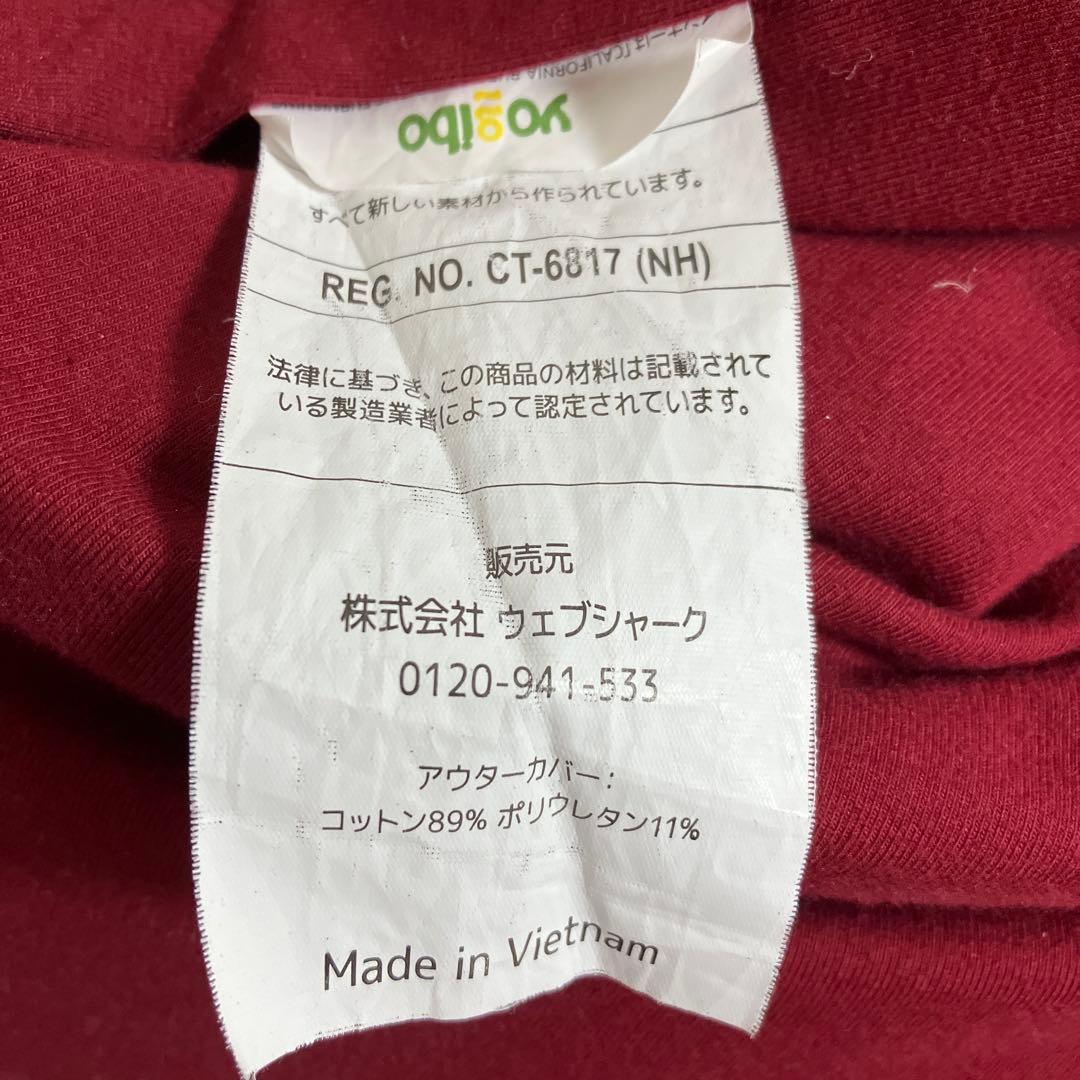 yogibo
すべて新しい素材から作られています。
REG. NO. CT-6817 (NH)
法律に基づき、この商品の材料は記載されて
いる製造業者によって認定されています。
販売元
株式会社 ウェブシャーク
0120-941-533
アウターカバー:
コットン89% ポリウレタン11%
Made in Vietnam